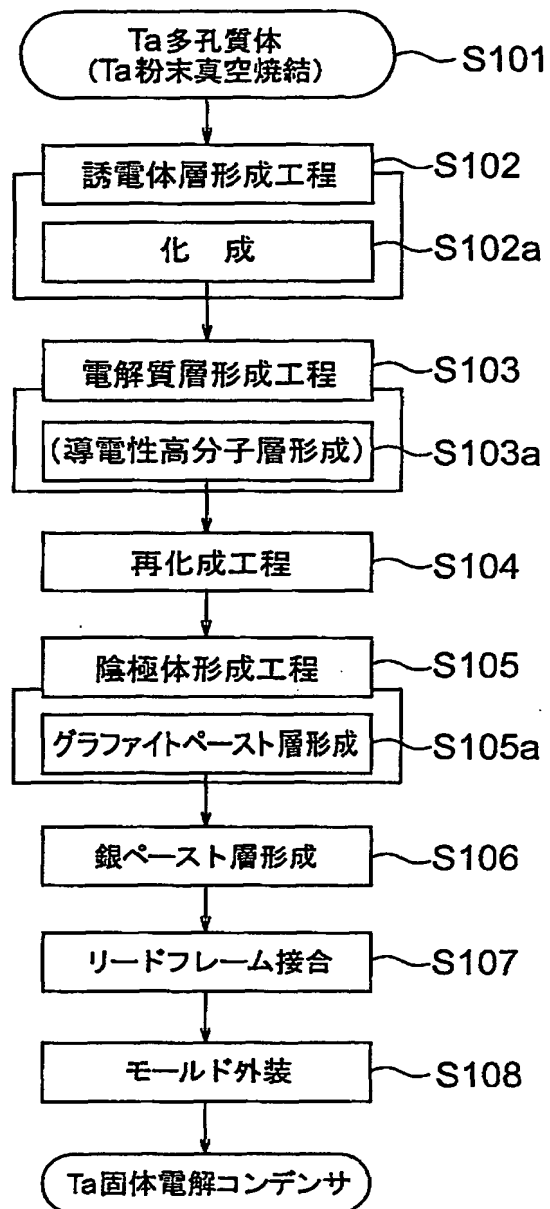 Ta多孔質体
(Ta粉末真空焼結)
S101
誘電体層形成工程
S102
化 成
S102a
電解質層形成工程
S103
(導電性高分子層形成)
S103a
再化成工程
S104
陰極体形成工程
S105
グラファイトペースト層形成
S105a
銀ペースト層形成
S106
リードフレーム接合
S107
モールド外装
S108
Ta固体電解コンデンサ